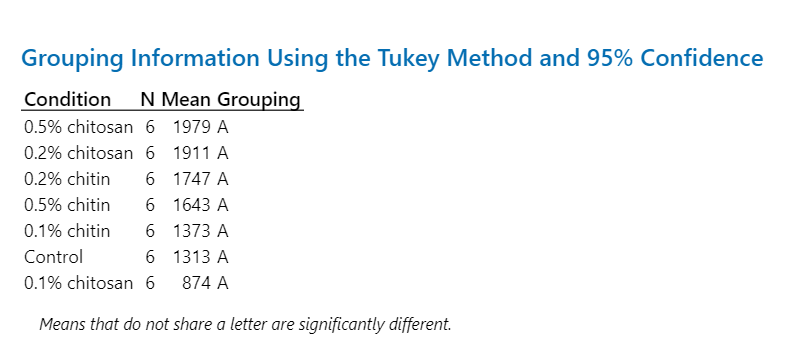 Grouping Information Using the Tukey Method and 95% Confidence
Condition N Mean Grouping
0.5% chitosan 6 1979 A
0.2% chitosan 6 1911 A
0.2% chitin 6 1747 A
0.5% chitin 6 1643 A
0.1% chitin 6 1373 A
Control 6 1313 A
0.1% chitosan 6 874 A
Means that do not share a letter are significantly different.